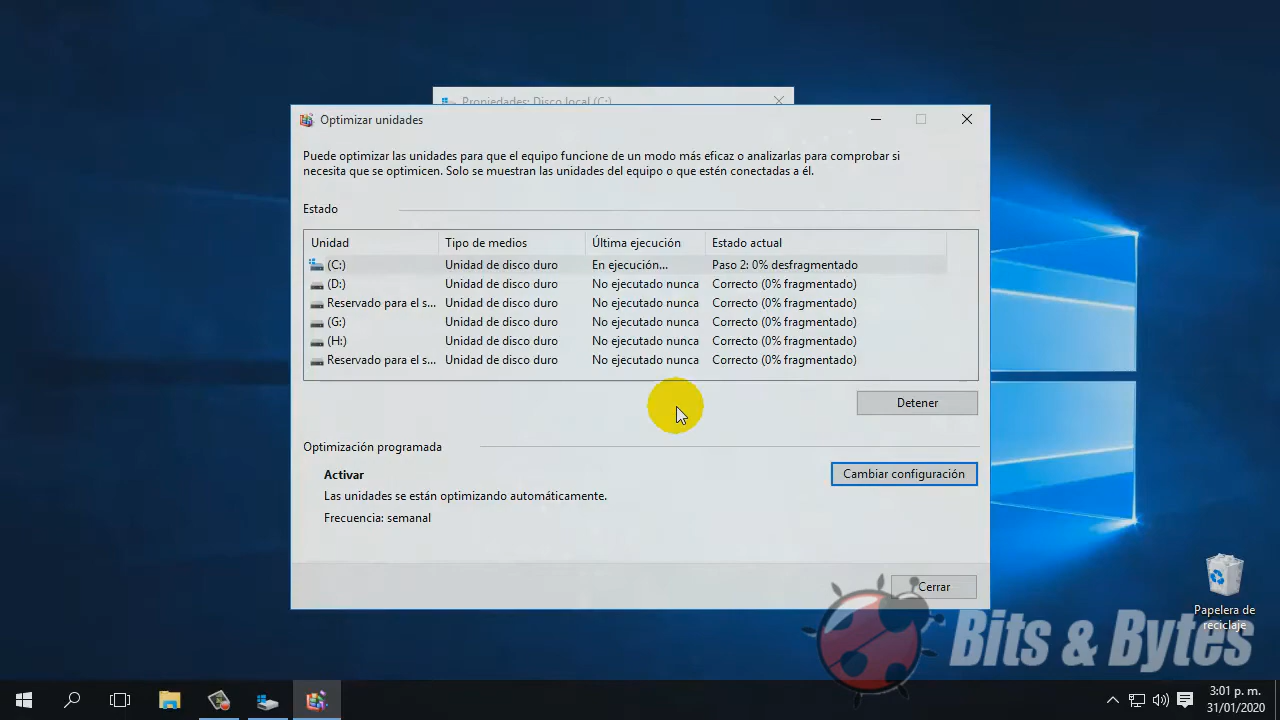 Propiedades: Disco local (C:)
Optimizar unidades
Puede optimizar las unidades para que el equipo funcione de un modo más eficaz o analizarlas para comprobar si
necesita que se optimicen. Solo se muestran las unidades del equipo o que estén conectadas a él.
Estado
Unidad Tipo de medios Última ejecución Estado actual
(C:) Unidad de disco duro En ejecución... Paso 2: 0% desfragmentado
(D:) Unidad de disco duro No ejecutado nunca Correcto (0% fragmentado)
Reservado para el s... Unidad de disco duro No ejecutado nunca Correcto (0% fragmentado)
(G:) Unidad de disco duro No ejecutado nunca Correcto (0% fragmentado)
(H:) Unidad de disco duro No ejecutado nunca Correcto (0% fragmentado)
Reservado para el s... Unidad de disco duro No ejecutado nunca Correcto (0% fragmentado)
Detener
Optimización programada
Activar
Cambiar configuración
Las unidades se están optimizando automáticamente.
Frecuencia: semanal
Cerrar
Papelera de
reciclaje
Bits & Bytes
3:01 p. m.
31/01/2020